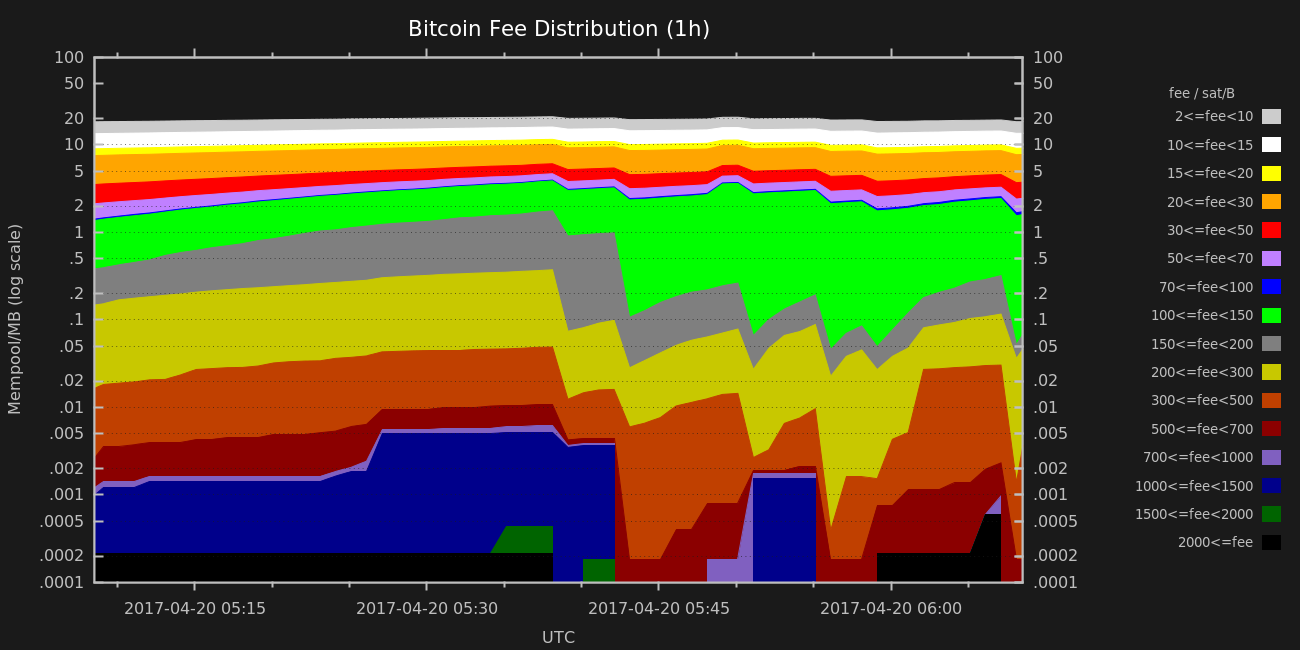 Bitcoin Fee Distribution (1h)
100
50
20
10
5
2
1
.5
.2
.1
.05
.02
.01
.005
.002
.001
.0005
.0002
.0001
Mempool/MB (log scale)
100
50
20
10
5
2
1
.5
.2
.1
.05
.02
.01
.005
.002
.001
.0005
.0002
.0001
2017-04-20 05:15
2017-04-20 05:30
2017-04-20 05:45
2017-04-20 06:00
UTC
fee / sat/B
2<=fee<10
10<=fee<15
15<=fee<20
20<=fee<30
30<=fee<50
50<=fee<70
70<=fee<100
100<=fee<150
150<=fee<200
200<=fee<300
300<=fee<500
500<=fee<700
700<=fee<1000
1000<=fee<1500
1500<=fee<2000
2000<=fee